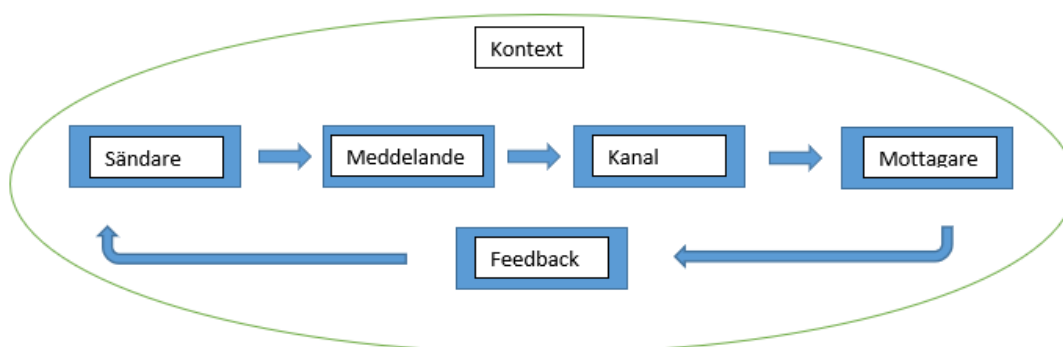 Kontext
Sändare
Meddelande
Kanal
Mottagare
Feedback